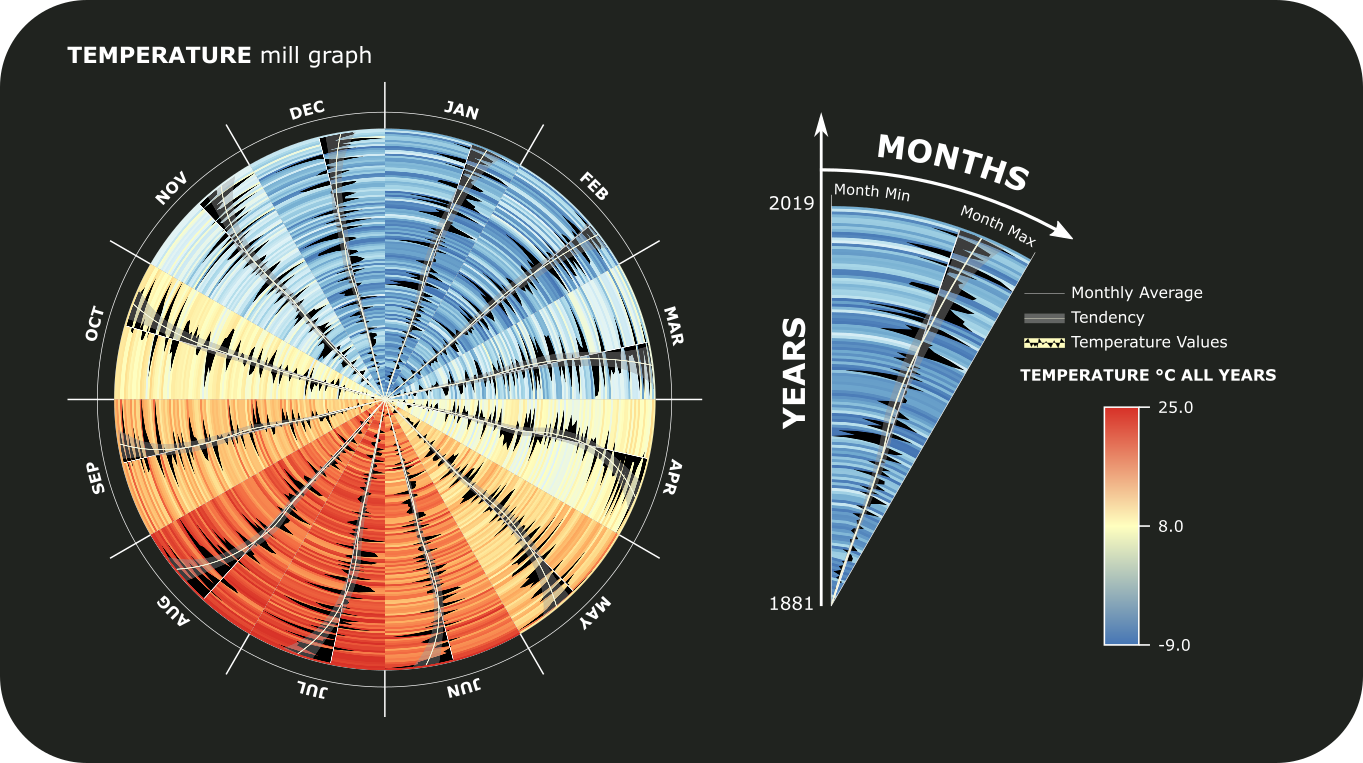 TEMPERATURE mill graph
DEC
JAN
NOV
FEB
OCT
MAR
SEP
APR
AUG
MAY
JUL
JUN
MONTHS
2019
Month Min
Month Max
YEARS
1881
Monthly Average
Tendency
Temperature Values
TEMPERATURE °C ALL YEARS
25.0
8.0
-9.0